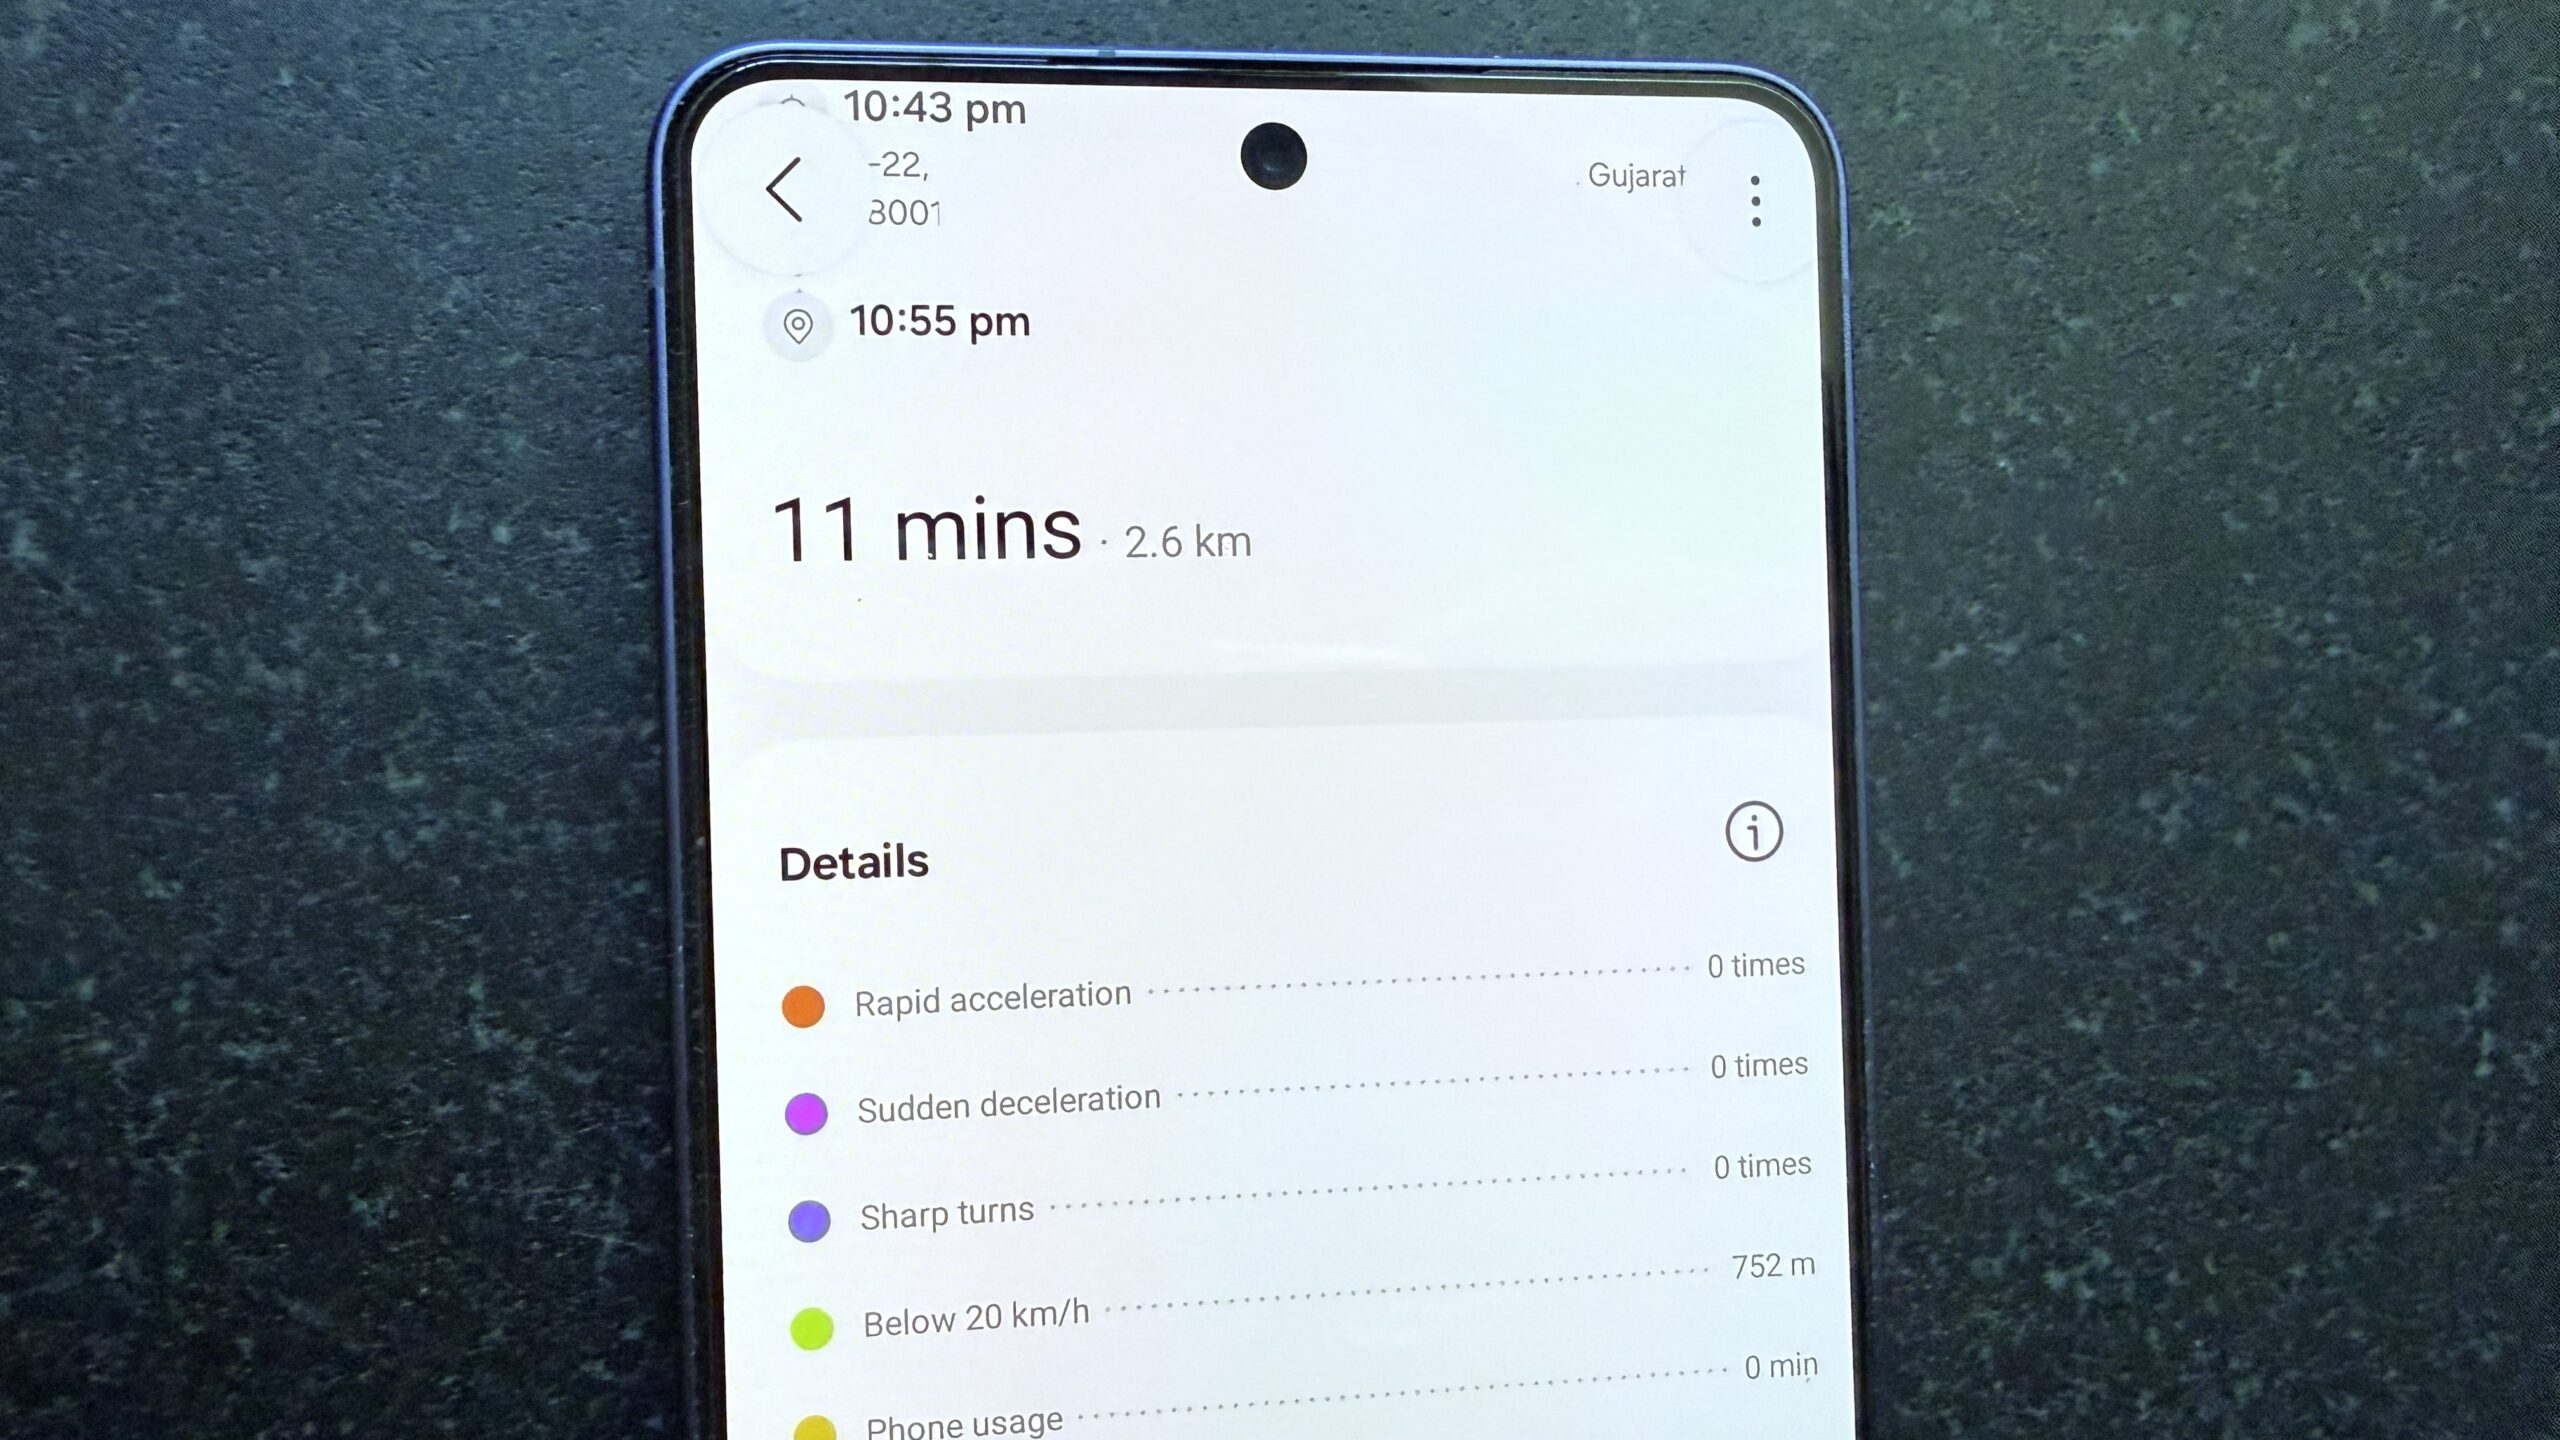 10:43 pm
-22, Gujarat
8001
10:55 pm
11 mins · 2.6 km
Details
Rapid acceleration 0 times
Sudden deceleration 0 times
Sharp turns 0 times
Below 20 km/h 752 m
Phone usage 0 min